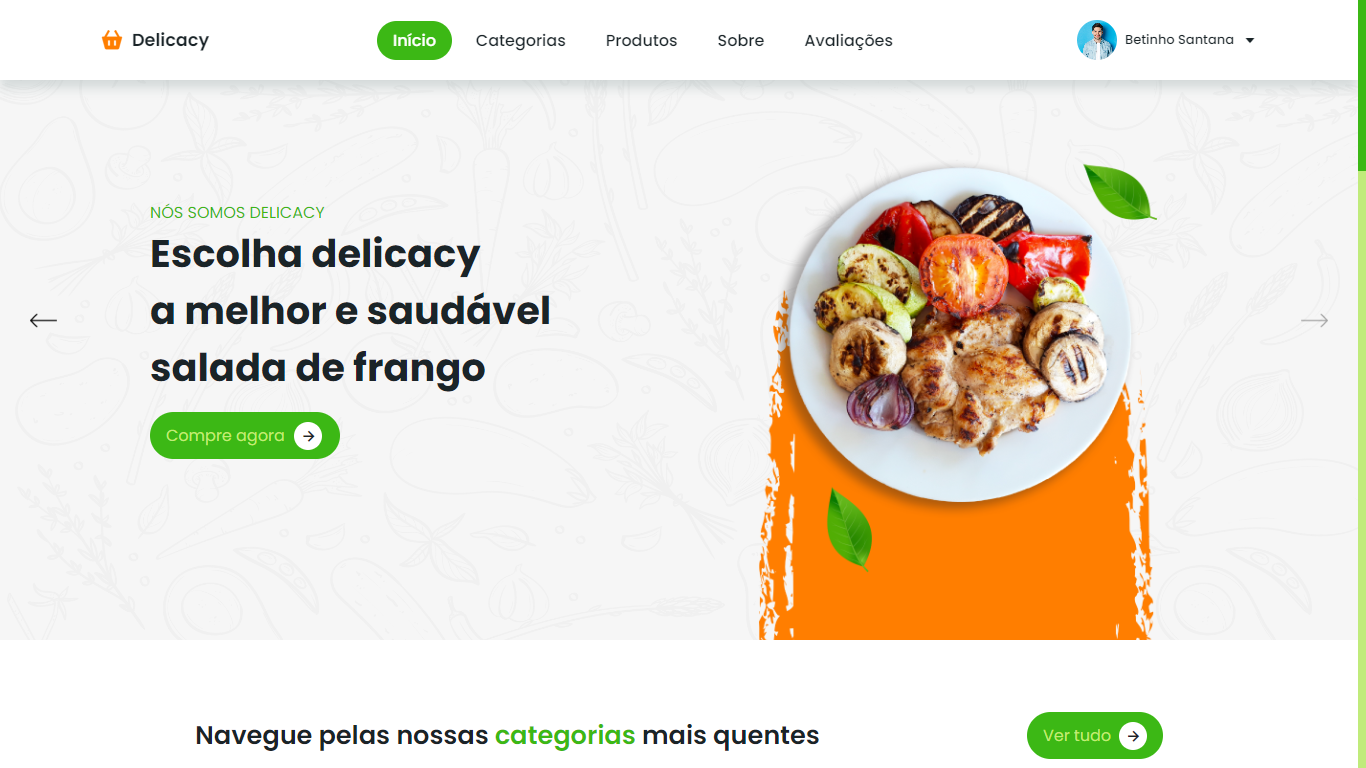 Delicacy
Início
Categorias
Produtos
Sobre
Avaliações
Betinho Santana
NÓS SOMOS DELICACY
Escolha delicacy
a melhor e saudável
salada de frango
Compre agora
Navegue pelas nossas categorias mais quentes
Ver tudo